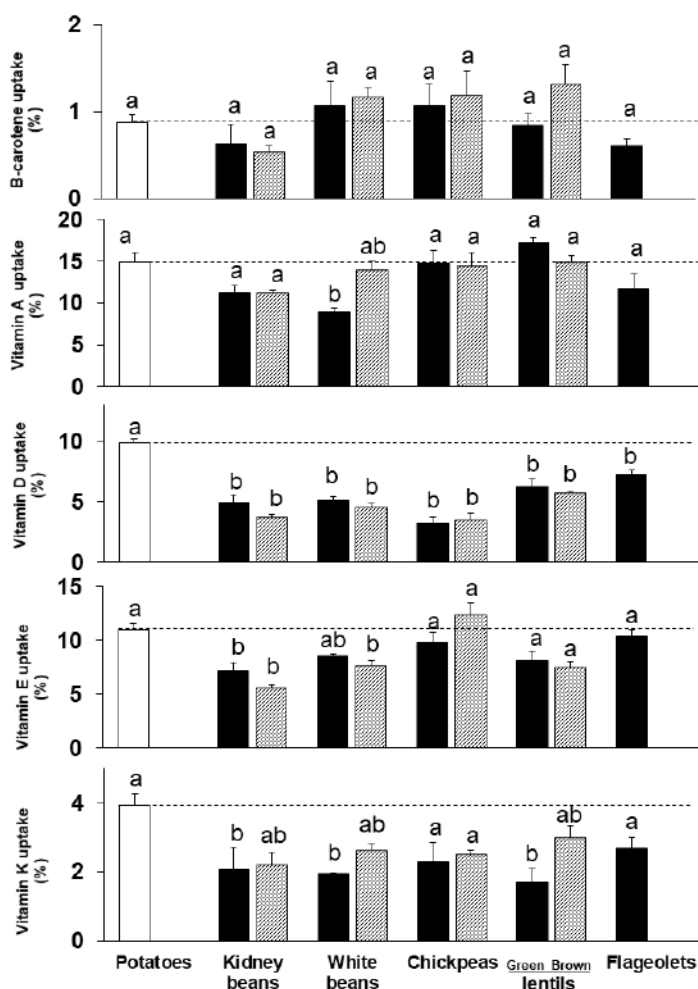 B-carotene uptake
(%)
2
1
0
a
a
a
a
a
a
a
a
a
a
Vitamin A uptake
(%)
20
15
10
5
0
a
a
a
b
ab
a
a
a
a
a
Vitamin D uptake
(%)
10
5
0
a
b
b
b
b
b
b
b
b
b
Vitamin E uptake
(%)
15
10
5
0
a
b
b
ab
b
a
a
a
a
a
Vitamin K uptake
(%)
4
2
0
a
b
ab
b
ab
a
a
b
ab
a
Potatoes
Kidney
beans
White
beans
Chickpeas
Green Brown
lentils
Flageolets